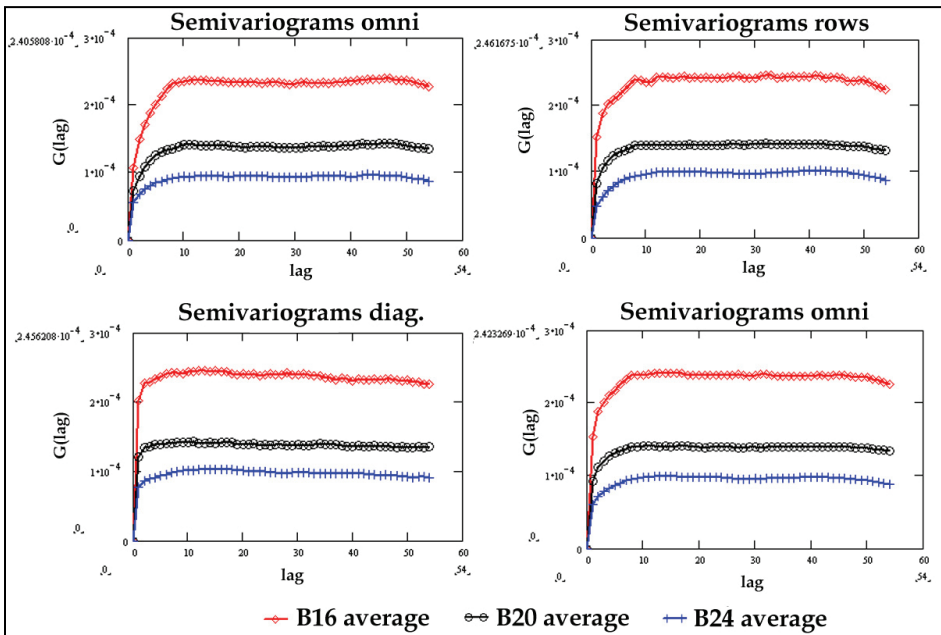 Semivariograms omni
2.405808·10⁻⁴
3•10⁻⁴
2•10⁻⁴
1•10⁻⁴
0
G(lag)
0
0 10 20 30 40 50 60
0 lag 54
Semivariograms rows
2.461675·10⁻⁴
3•10⁻⁴
2•10⁻⁴
1•10⁻⁴
0
G(lag)
0
0 10 20 30 40 50 60
0 lag 54
Semivariograms diag.
2.456208·10⁻⁴
3•10⁻⁴
2•10⁻⁴
1•10⁻⁴
0
G(lag)
0
0 10 20 30 40 50 60
0 lag 54
Semivariograms omni
2.423269·10⁻⁴
3•10⁻⁴
2•10⁻⁴
1•10⁻⁴
0
G(lag)
0
0 10 20 30 40 50 60
0 lag 54
B16 average B20 average B24 average